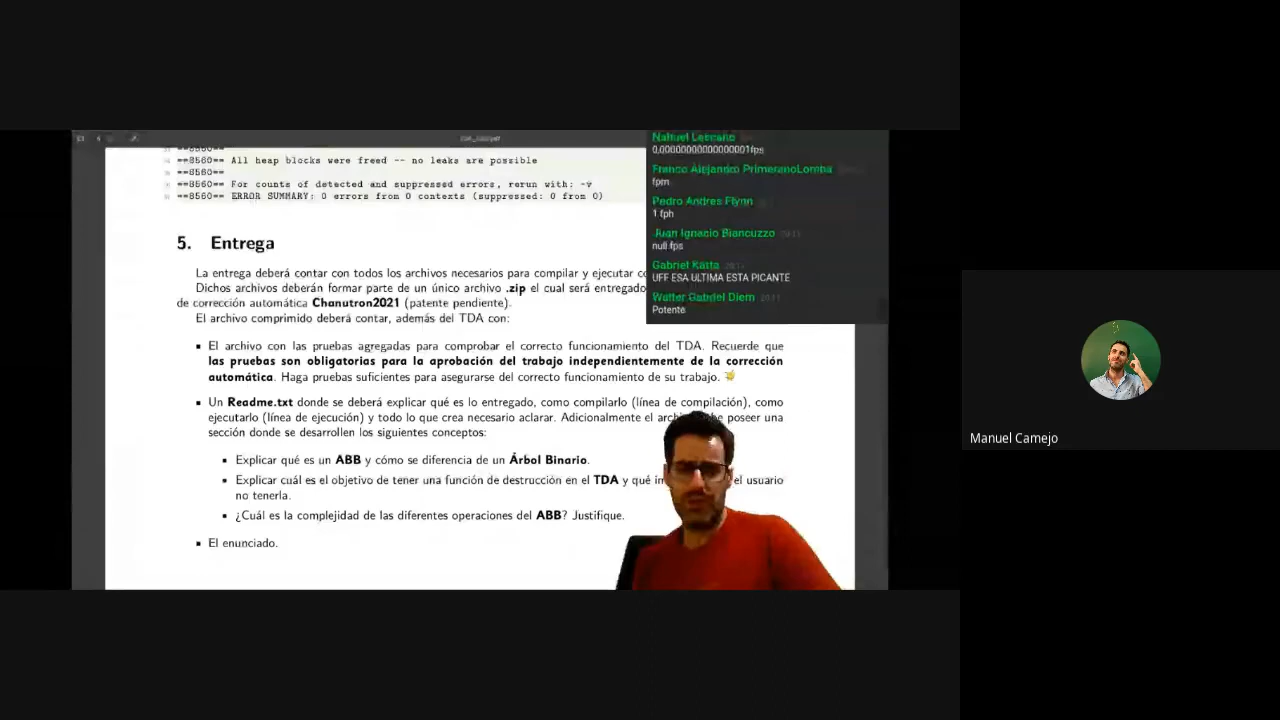 ==8560== All heap blocks were freed -- no leaks are possible
==8560==
==8560== For counts of detected and suppressed errors, rerun with: -v
==8560== ERROR SUMMARY: 0 errors from 0 contexts (suppressed: 0 from 0)
5. Entrega
La entrega deberá contar con todos los archivos necesarios para compilar y ejecutar
Dichos archivos deberán formar parte de un único archivo .zip el cual será entregado
de corrección automática Chanutron2021 (patente pendiente).
El archivo comprimido deberá contar, además del TDA con:
▪ El archivo con las pruebas agregadas para comprobar el correcto funcionamiento del TDA. Recuerde que
las pruebas son obligatorias para la aprobación del trabajo independientemente de la corrección
automática. Haga pruebas suficientes para asegurarse del correcto funcionamiento de su trabajo.
▪ Un Readme.txt donde se deberá explicar qué es lo entregado, como compilarlo (línea de compilación), como
ejecutarlo (línea de ejecución) y todo lo que crea necesario aclarar. Adicionalmente el poseer una
sección donde se desarrollen los siguientes conceptos:
▪ Explicar qué es un ABB y cómo se diferencia de un Árbol Binario.
▪ Explicar cuál es el objetivo de tener una función de destrucción en el TDA y qué el usuario
no tenerla.
▪ ¿Cuál es la complejidad de las diferentes operaciones del ABB? Justifique.
▪ El enunciado.
Nahuel Lescano
Franco Alejandro PrimeranoLomba
fpm
Pedro Andres Flynn
1 fph
Juan Ignacio Biancuzzo
null fps
Gabriel Katta
UFF ESA ULTIMA ESTA PICANTE
Walter Gabriel Diem
Potente
Manuel Camejo